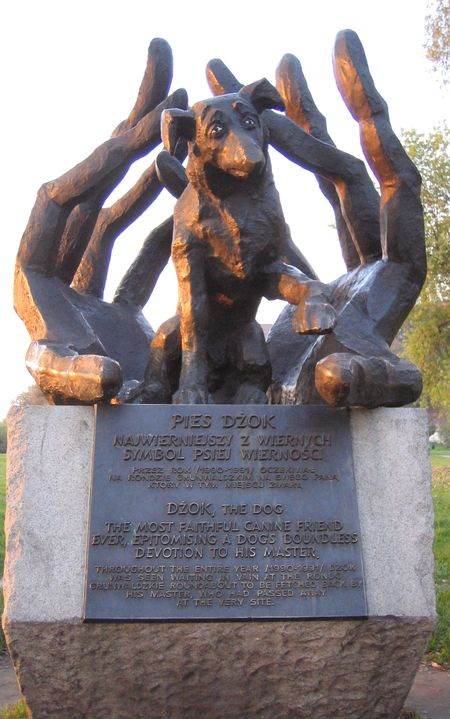 PIES DŻOK
NAJWIERNIEJSZY Z WIERNYCH
SYMBOL PSIEJ WIERNOŚCI
PRZEZ ROK /1990-1991/ OCZEKIWAŁ
NA RONDZIE GRUNWALDZKIM NA SWEGO PANA,
KTÓRY W TYM MIEJSCU ZMARŁ
DŻOK, THE DOG
THE MOST FAITHFUL CANINE FRIEND
EVER, EPITOMISING A DOG'S BOUNDLESS
DEVOTION TO HIS MASTER.
THROUGHOUT THE ENTIRE YEAR /1990-1991/ DŻOK
WAS SEEN WAITING IN VAIN AT THE RONDO
GRUNWALDZKIE ROUNDABOUT TO BE FETCHED BACK BY
HIS MASTER, WHO HAD PASSED AWAY
AT THE VERY SITE.